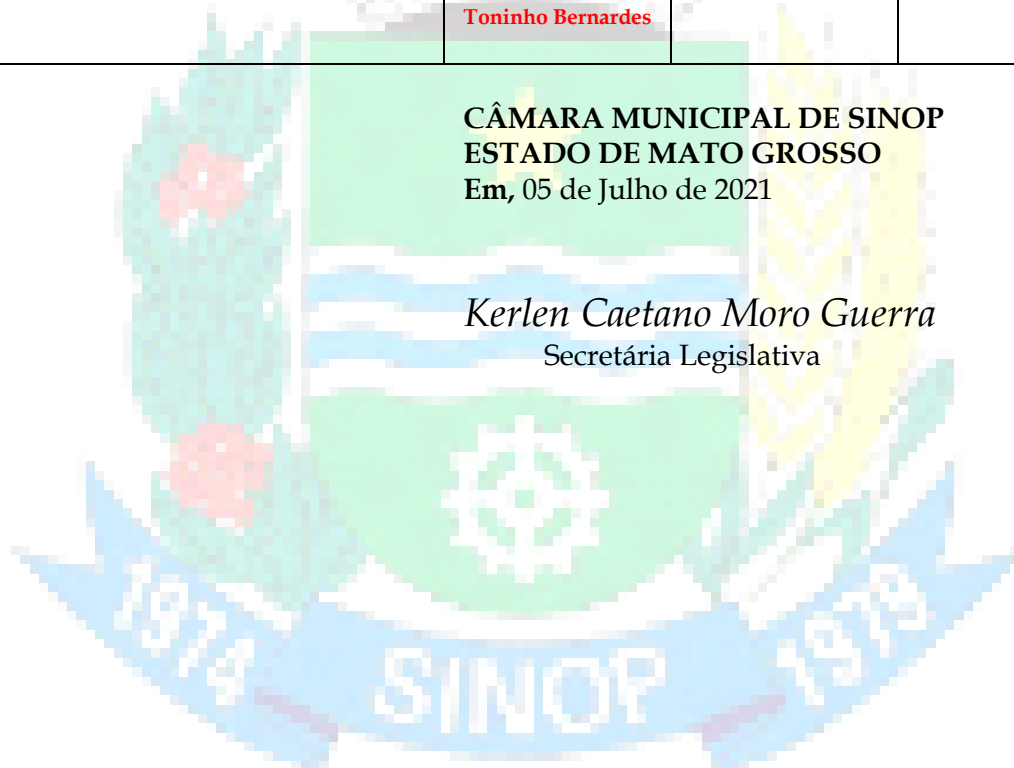 Toninho Bernardes
CÂMARA MUNICIPAL DE SINOP
ESTADO DE MATO GROSSO
Em, 05 de Julho de 2021
Kerlen Caetano Moro Guerra
Secretária Legislativa
1974 SINOP 1979